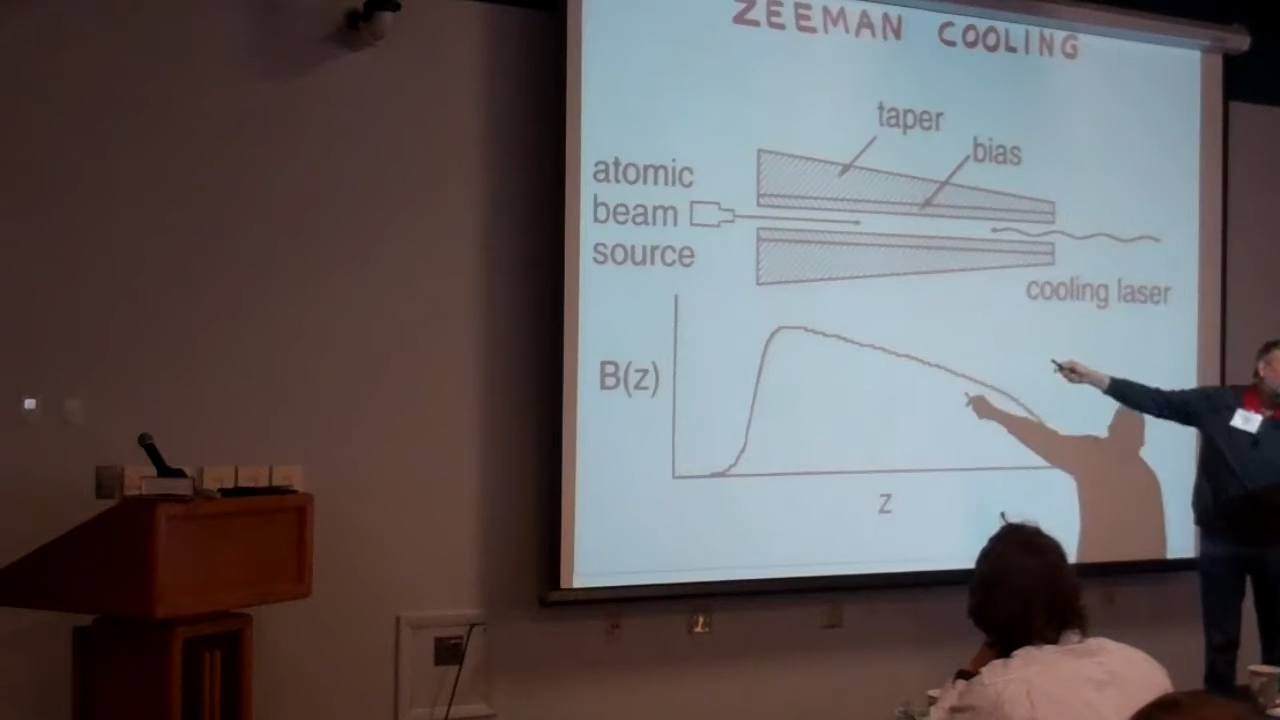 ZEEMAN COOLING
taper
bias
atomic
beam
source
cooling laser
B(z)
z